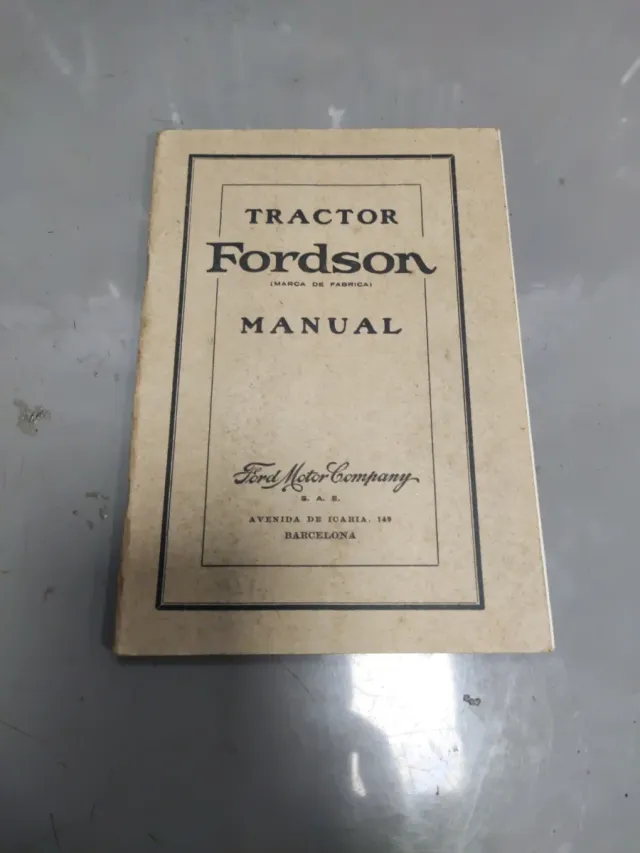 TRACTOR
Fordson
(MARCA DE FABRICA)
MANUAL
Ford Motor Company
S. A. E.
AVENIDA DE ICARIA, 149
BARCELONA